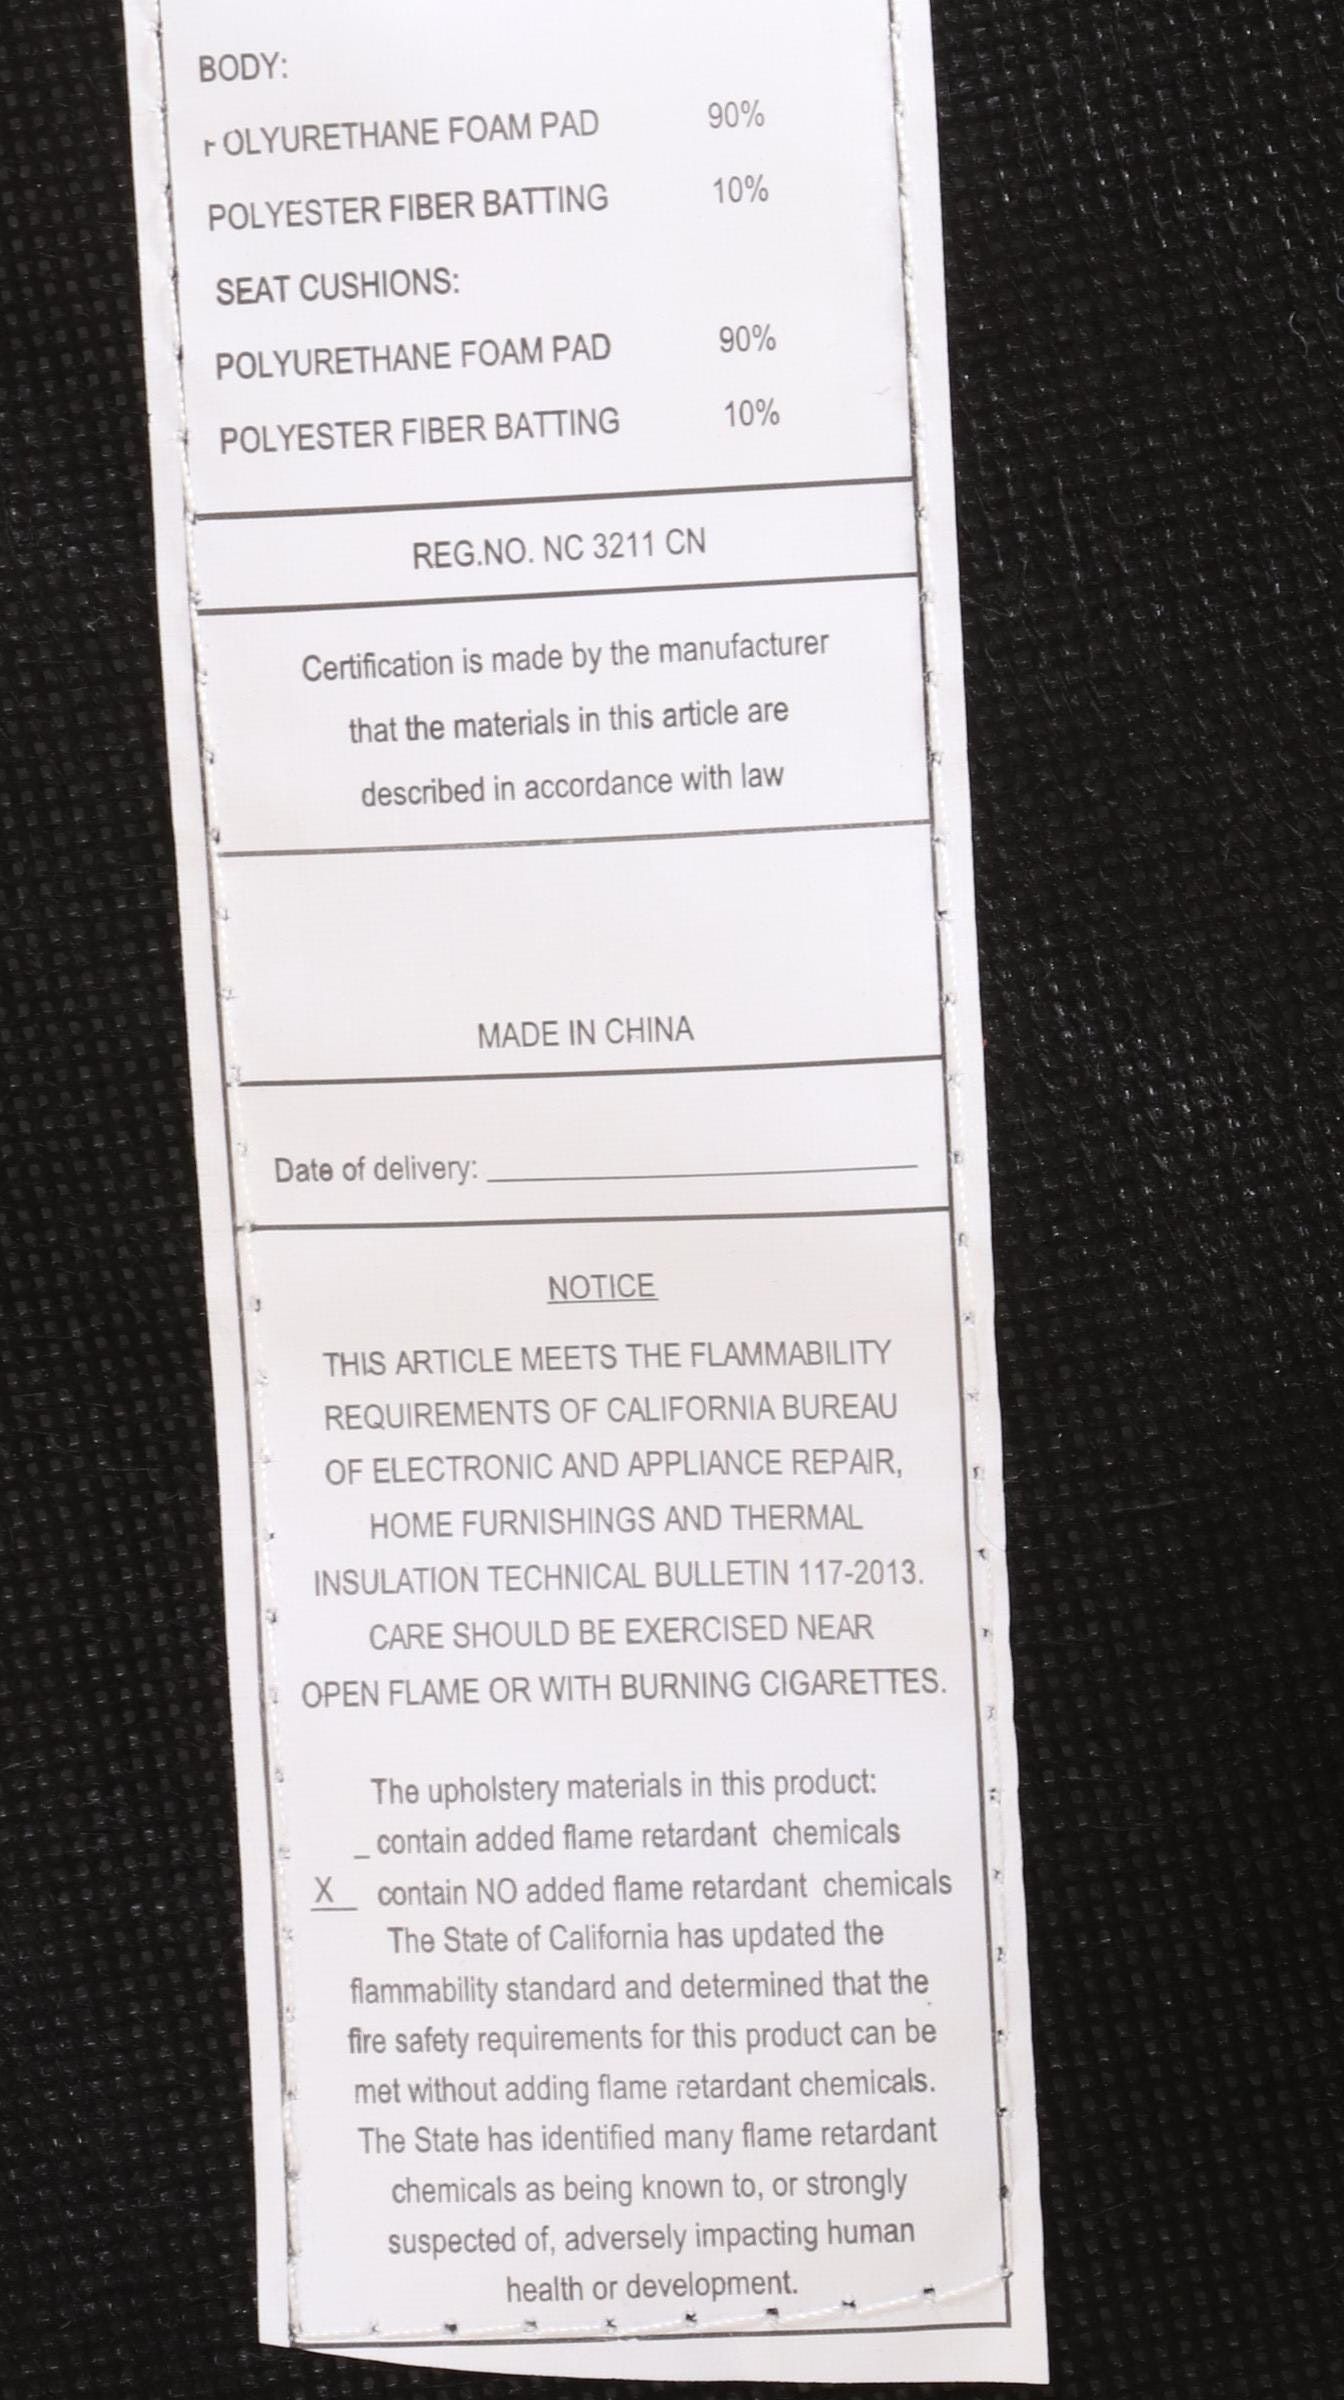 BODY:
POLYURETHANE FOAM PAD 90%
POLYESTER FIBER BATTING 10%
SEAT CUSHIONS:
POLYURETHANE FOAM PAD 90%
POLYESTER FIBER BATTING 10%
REG.NO. NC 3211 CN
Certification is made by the manufacturer
that the materials in this article are
described in accordance with law
MADE IN CHINA
Date of delivery: ____________________
NOTICE
THIS ARTICLE MEETS THE FLAMMABILITY
REQUIREMENTS OF CALIFORNIA BUREAU
OF ELECTRONIC AND APPLIANCE REPAIR,
HOME FURNISHINGS AND THERMAL
INSULATION TECHNICAL BULLETIN 117-2013.
CARE SHOULD BE EXERCISED NEAR
OPEN FLAME OR WITH BURNING CIGARETTES.
The upholstery materials in this product:
_ contain added flame retardant chemicals
X contain NO added flame retardant chemicals
The State of California has updated the
flammability standard and determined that the
fire safety requirements for this product can be
met without adding flame retardant chemicals.
The State has identified many flame retardant
chemicals as being known to, or strongly
suspected of, adversely impacting human
health or development.